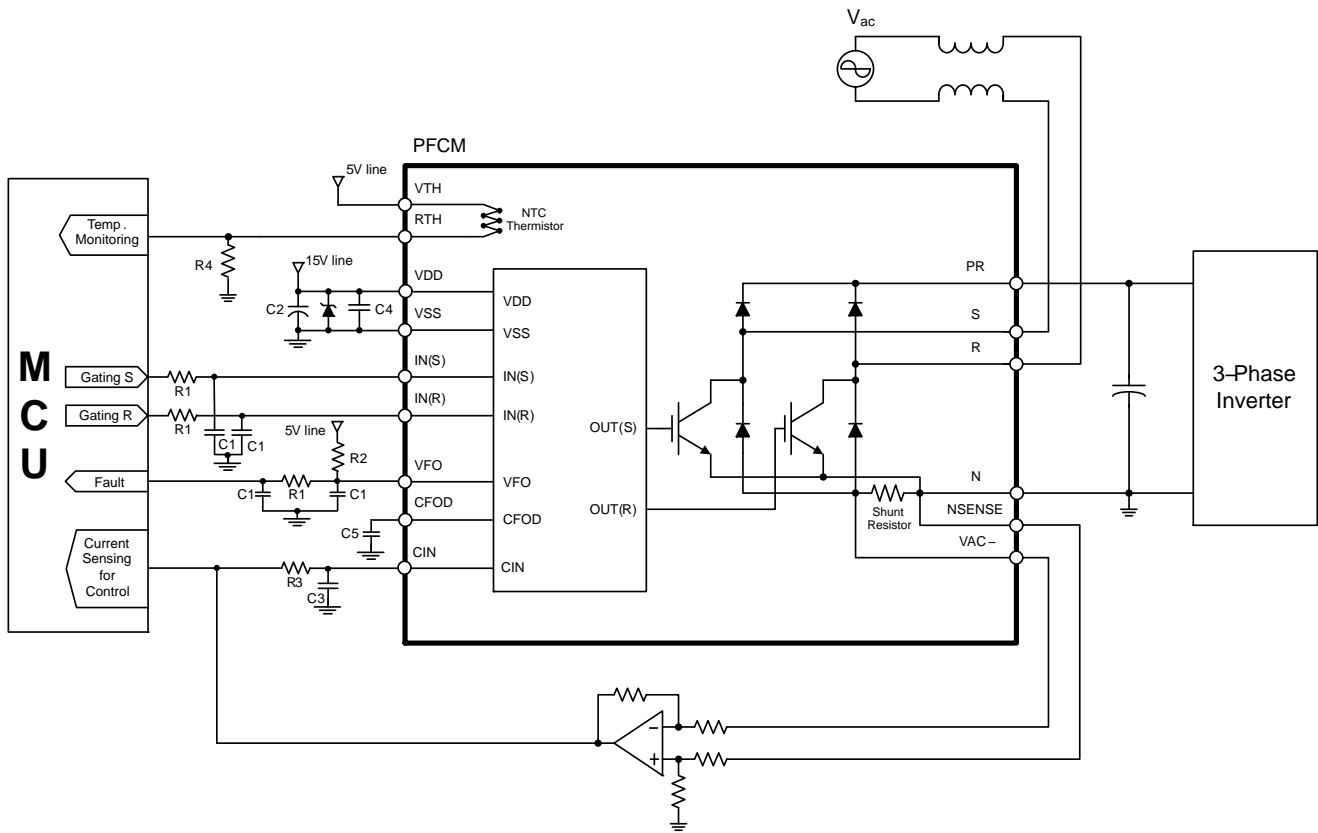 Vac
PFCM
5V line
VTH
NTC
Thermistor
RTH
Temp .
Monitoring
R4
15V line
VDD
VDD
C2
C4
VSS
VSS
PR
S
R
M
C
U
Gating S
R1
IN(S)
IN(S)
Gating R
R1
IN(R)
IN(R)
C1
C1
5V line
R2
OUT(S)
OUT(R)
3–Phase
Inverter
Fault
C1
R1
C1
VFO
VFO
CFOD
CFOD
C5
N
Shunt
Resistor
NSENSE
VAC–
Current
Sensing
for
Control
R3
C3
CIN
CIN
–
+